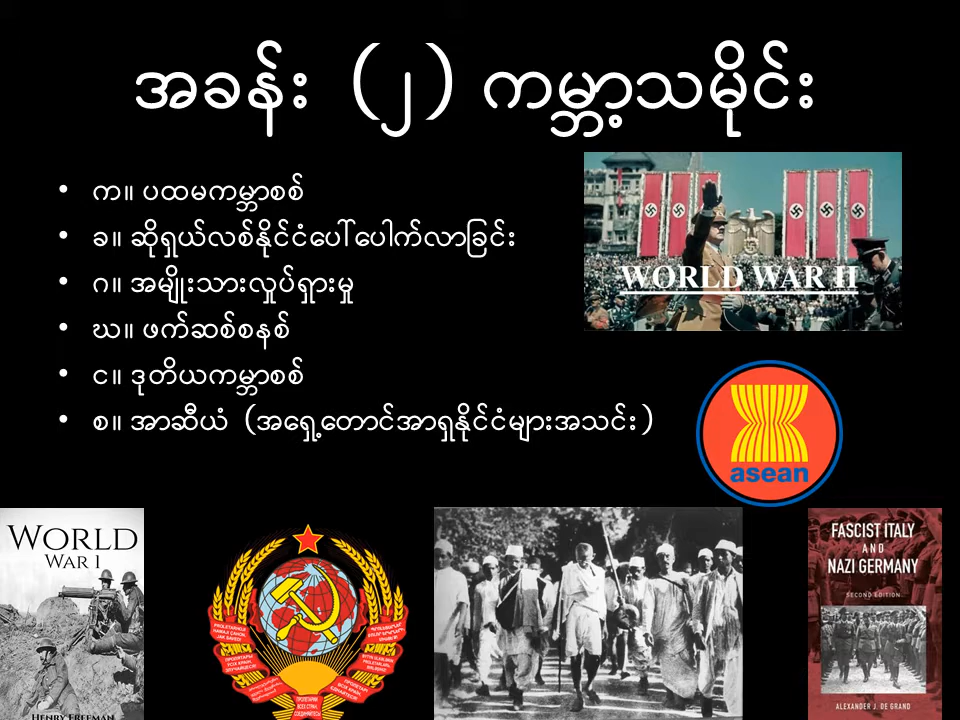 အခန်း (၂) ကမ္ဘာ့သမိုင်း
• က။ ပထမကမ္ဘာစစ်
• ခ။ ဆိုရှယ်လစ်နိုင်ငံပေါ်ပေါက်လာခြင်း
• ဂ။ အမျိုးသားလှုပ်ရှားမှု
• ဃ။ ဖက်ဆစ်စနစ်
• င။ ဒုတိယကမ္ဘာစစ်
• စ။ အာဆီယံ (အရှေ့တောင်အာရှနိုင်ငံများအသင်း)
WORLD WAR II
asean
WORLD
WAR 1
HENRY FREEMAN
FASCIST ITALY
AND
NAZI GERMANY
SECOND EDITION
ALEXANDER J. DE GRAND